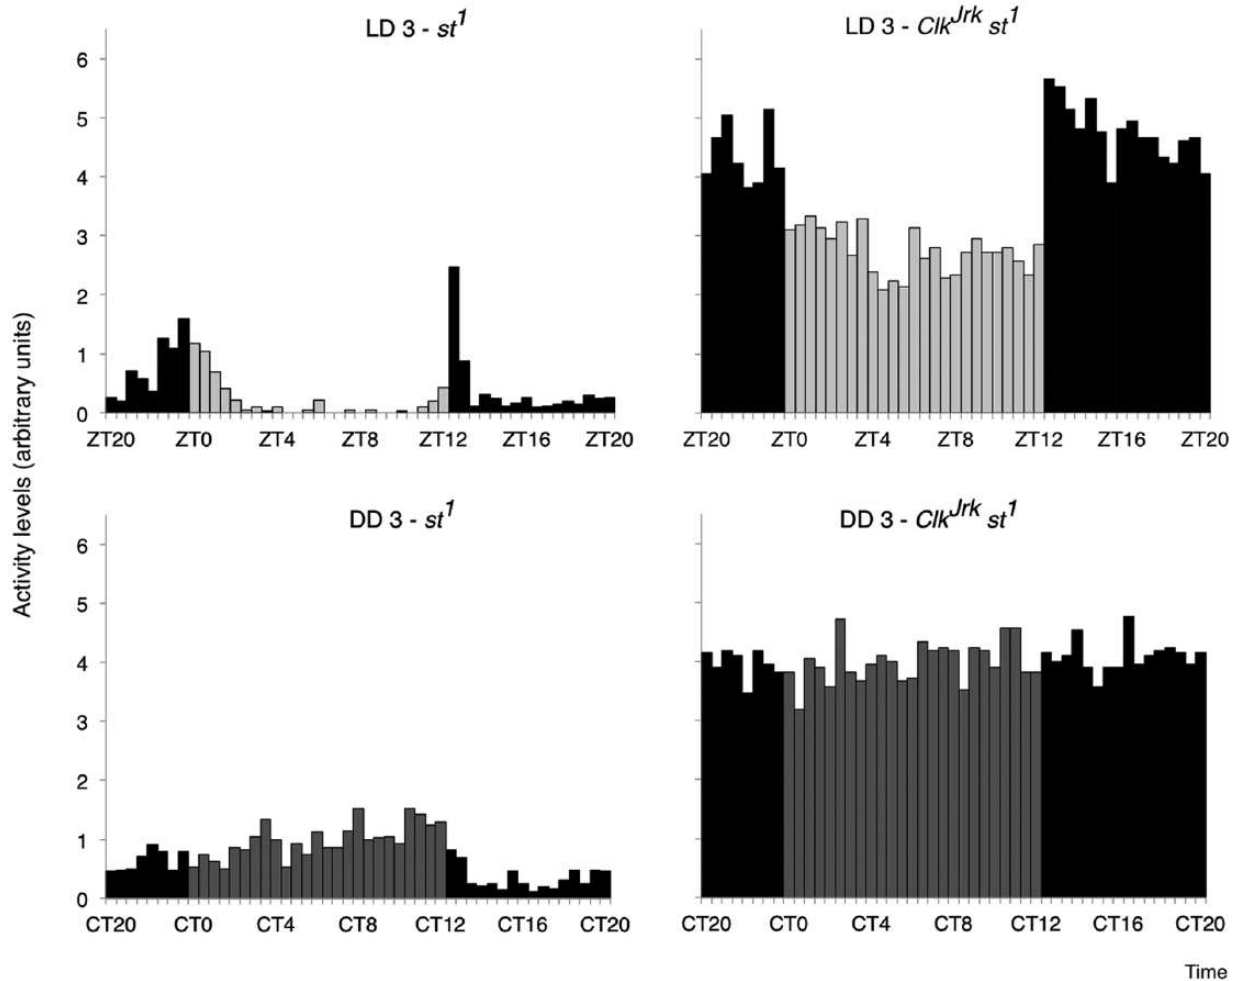 LD 3 - st1
LD 3 - ClkJrk st1
6
5
4
3
2
1
0
ZT20 ZT0 ZT4 ZT8 ZT12 ZT16 ZT20
ZT20 ZT0 ZT4 ZT8 ZT12 ZT16 ZT20
Activity levels (arbitrary units)
DD 3 - st1
DD 3 - ClkJrk st1
6
5
4
3
2
1
0
CT20 CT0 CT4 CT8 CT12 CT16 CT20
CT20 CT0 CT4 CT8 CT12 CT16 CT20
Time